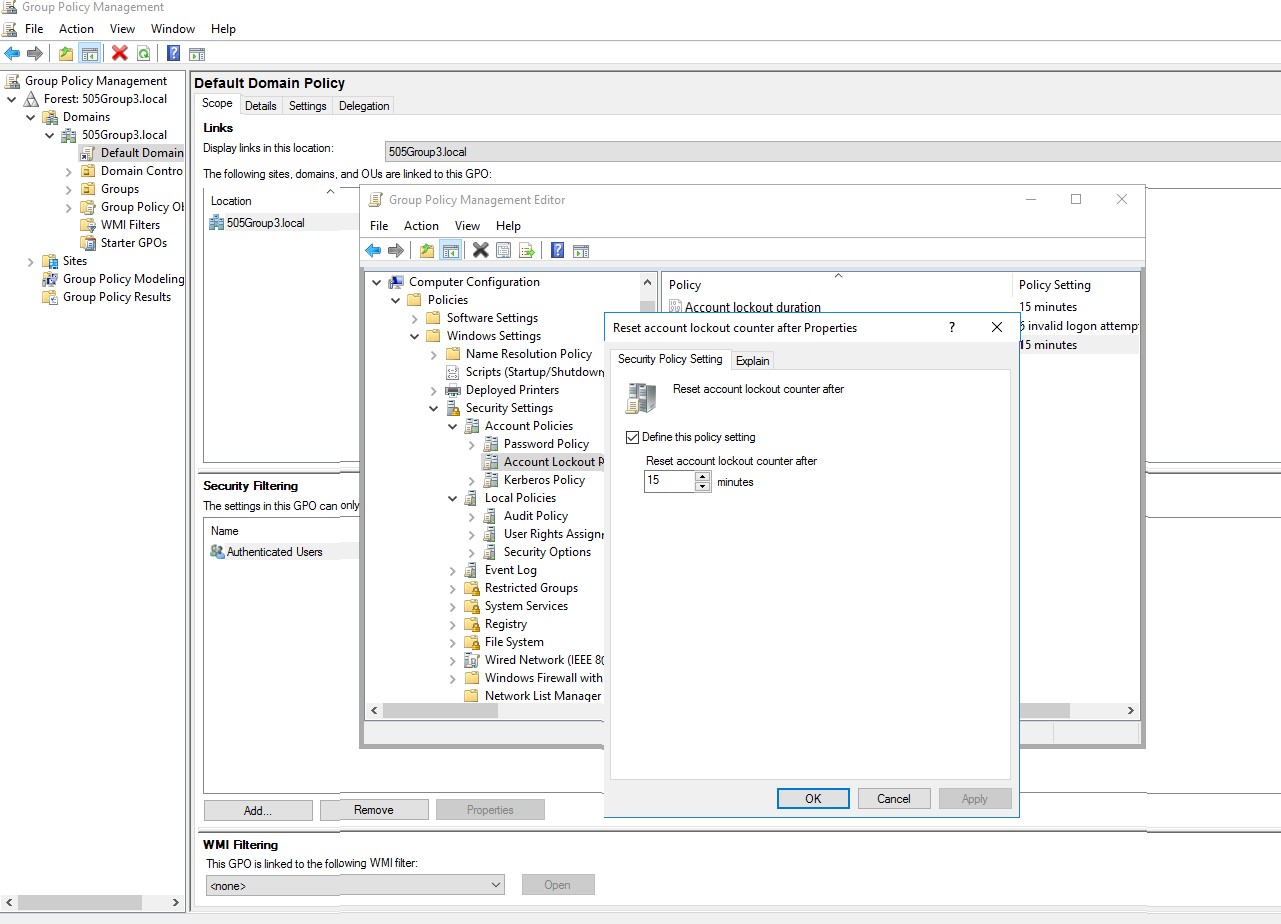 Group Policy Management
File Action View Window Help
Group Policy Management
Forest: 505Group3.local
Domains
505Group3.local
Default Domain
Domain Contro
Groups
Group Policy Ob
WMI Filters
Starter GPOs
Sites
Group Policy Modeling
Group Policy Results
Default Domain Policy
Scope Details Settings Delegation
Links
Display links in this location: 505Group3.local
The following sites, domains, and OUs are linked to this GPO:
Location
505Group3.local
Security Filtering
The settings in this GPO can only
Name
Authenticated Users
Add... Remove Properties
WMI Filtering
This GPO is linked to the following WMI filter:
<none> Open
Group Policy Management Editor
File Action View Help
Computer Configuration
Policies
Software Settings
Windows Settings
Name Resolution Policy
Scripts (Startup/Shutdown
Deployed Printers
Security Settings
Account Policies
Password Policy
Account Lockout P
Kerberos Policy
Local Policies
Audit Policy
User Rights Assignr
Security Options
Event Log
Restricted Groups
System Services
Registry
File System
Wired Network (IEEE 80
Windows Firewall with
Network List Manager
Policy Policy Setting
Account lockout duration 15 minutes
invalid logon attemp
15 minutes
Reset account lockout counter after Properties ?
Security Policy Setting Explain
Reset account lockout counter after
Define this policy setting
Reset account lockout counter after
15 minutes
OK Cancel Apply